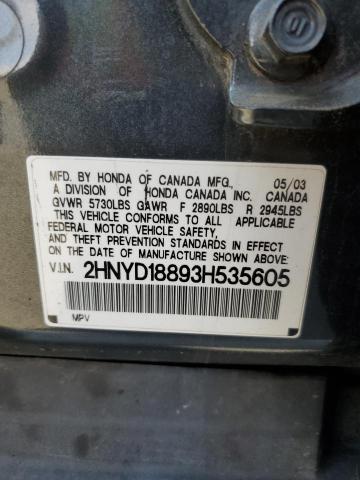 MFD. BY HONDA OF CANADA MFG., 05/03
A DIVISION OF HONDA CANADA INC. CANADA
GVWR 5730LBS GAWR F 2890LBS R 2945LBS
THIS VEHICLE CONFORMS TO ALL APPLICABLE
FEDERAL MOTOR VEHICLE SAFETY, BUMPER,
AND THEFT PREVENTION STANDARDS IN EFFECT
ON THE DATE OF MANUFACTURE SHOWN ABOVE.
V.I.N. 2HNYD18893H535605
MPV